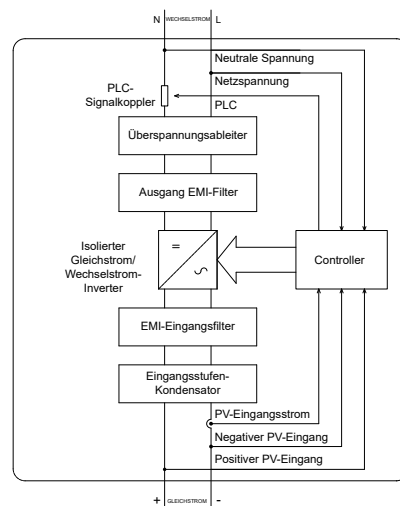 N WECHSELSTROM L
Neutrale Spannung
Netzspannung
PLC-
Signalkoppler
PLC
Überspannungsableiter
Ausgang EMI-Filter
Isolierter
Gleichstrom/
Wechselstrom-
Inverter
=
Controller
EMI-Eingangsfilter
Eingangsstufen-
Kondensator
PV-Eingangsstrom
Negativer PV-Eingang
Positiver PV-Eingang
+ GLEICHSTROM -